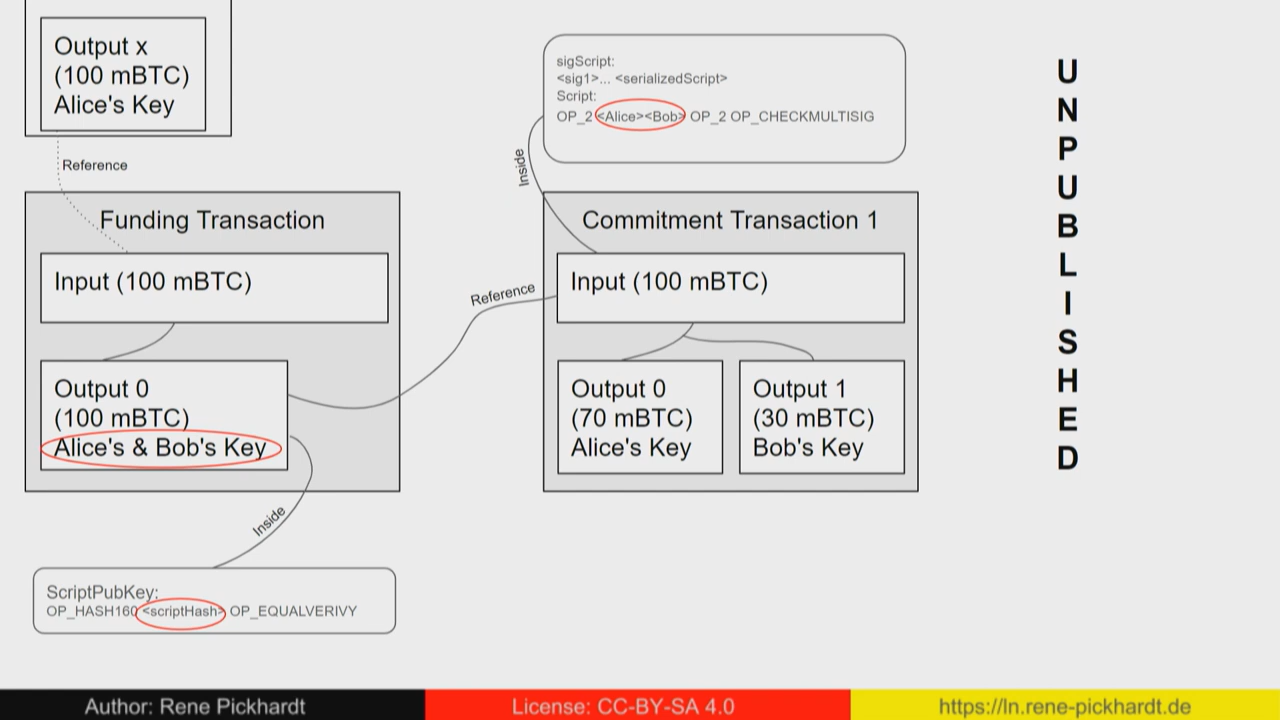 Output x
(100 mBTC)
Alice's Key
Reference
Funding Transaction
Input (100 mBTC)
Output 0
(100 mBTC)
Alice's & Bob's Key
Inside
ScriptPubKey:
OP_HASH160 <scriptHash> OP_EQUALVERIVY
Reference
sigScript:
<sig1>... <serializedScript>
Script:
OP_2 <Alice><Bob> OP_2 OP_CHECKMULTISIG
Inside
Commitment Transaction 1
Input (100 mBTC)
Output 0
(70 mBTC)
Alice's Key
Output 1
(30 mBTC)
Bob's Key
U
N
P
U
B
L
I
S
H
E
D
Author: Rene Pickhardt
License: CC-BY-SA 4.0
https://ln.rene-pickhardt.de